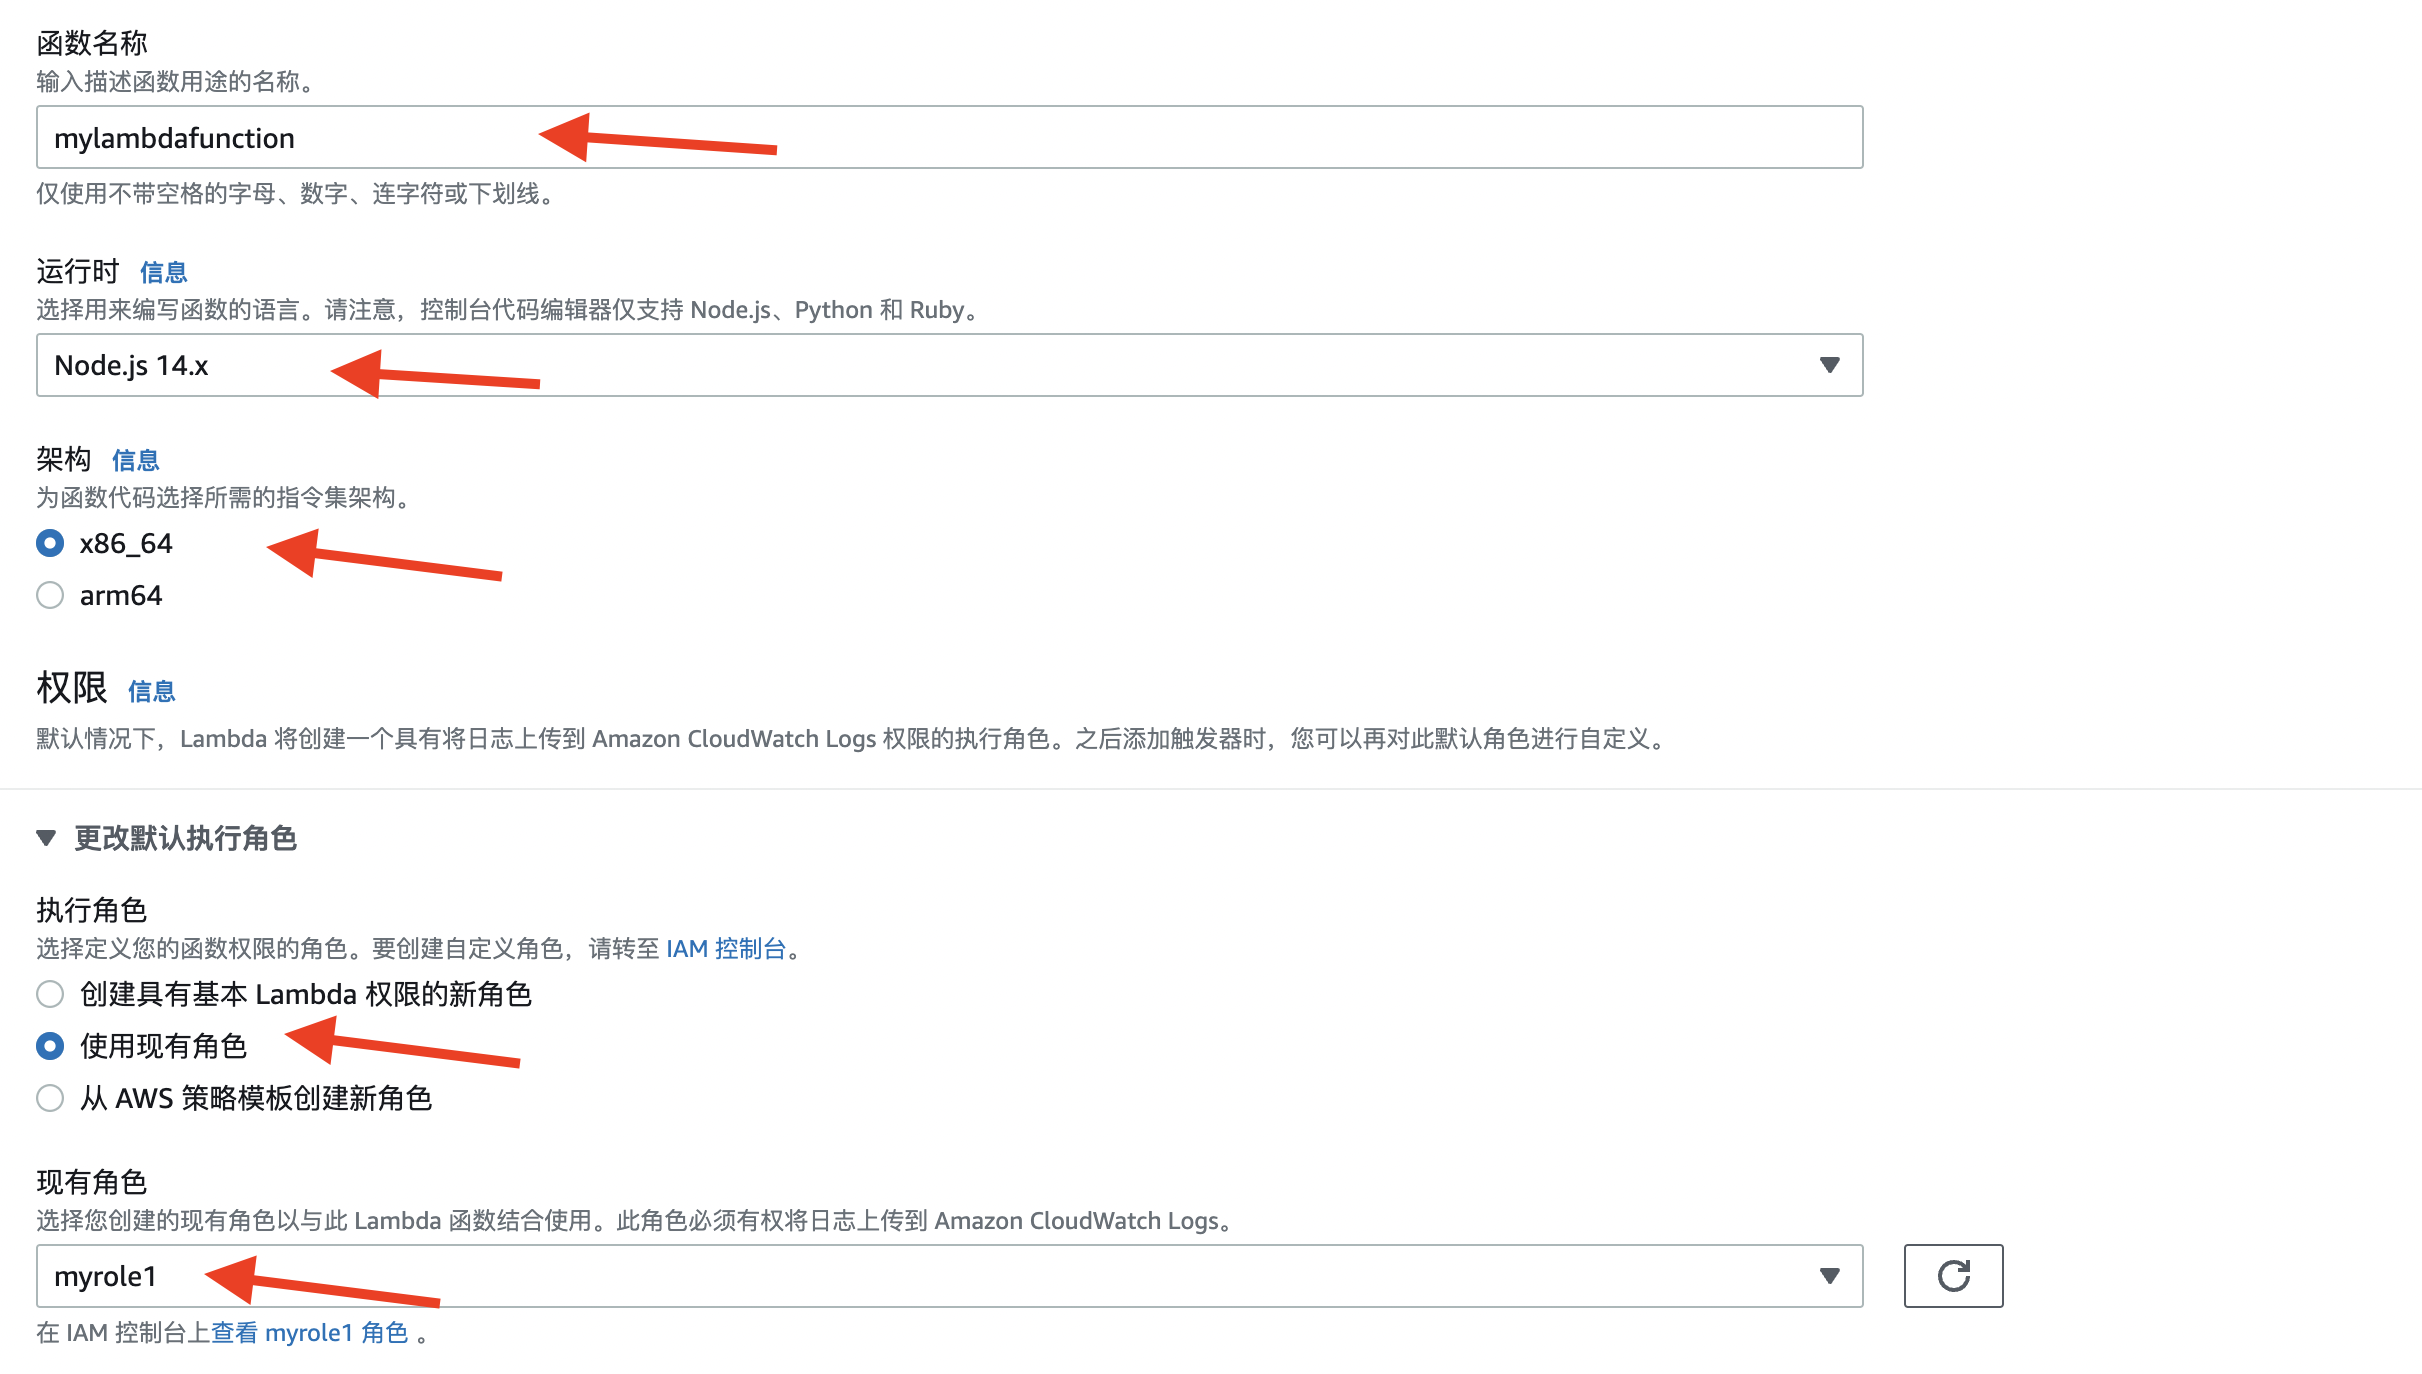 函数名称
输入描述函数用途的名称。
mylambdafunction
仅使用不带空格的字母、数字、连字符或下划线。
运行时 信息
选择用来编写函数的语言。请注意，控制台代码编辑器仅支持 Node.js、Python 和 Ruby。
Node.js 14.x
架构 信息
为函数代码选择所需的指令集架构。
x86_64
arm64
权限 信息
默认情况下，Lambda 将创建一个具有将日志上传到 Amazon CloudWatch Logs 权限的执行角色。之后添加触发器时，您可以再对此默认角色进行自定义。
更改默认执行角色
执行角色
选择定义您的函数权限的角色。要创建自定义角色，请转至 IAM 控制台。
创建具有基本 Lambda 权限的新角色
使用现有角色
从 AWS 策略模板创建新角色
现有角色
选择您创建的现有角色以与此 Lambda 函数结合使用。此角色必须有权将日志上传到 Amazon CloudWatch Logs。
myrole1
在 IAM 控制台上查看 myrole1 角色 。